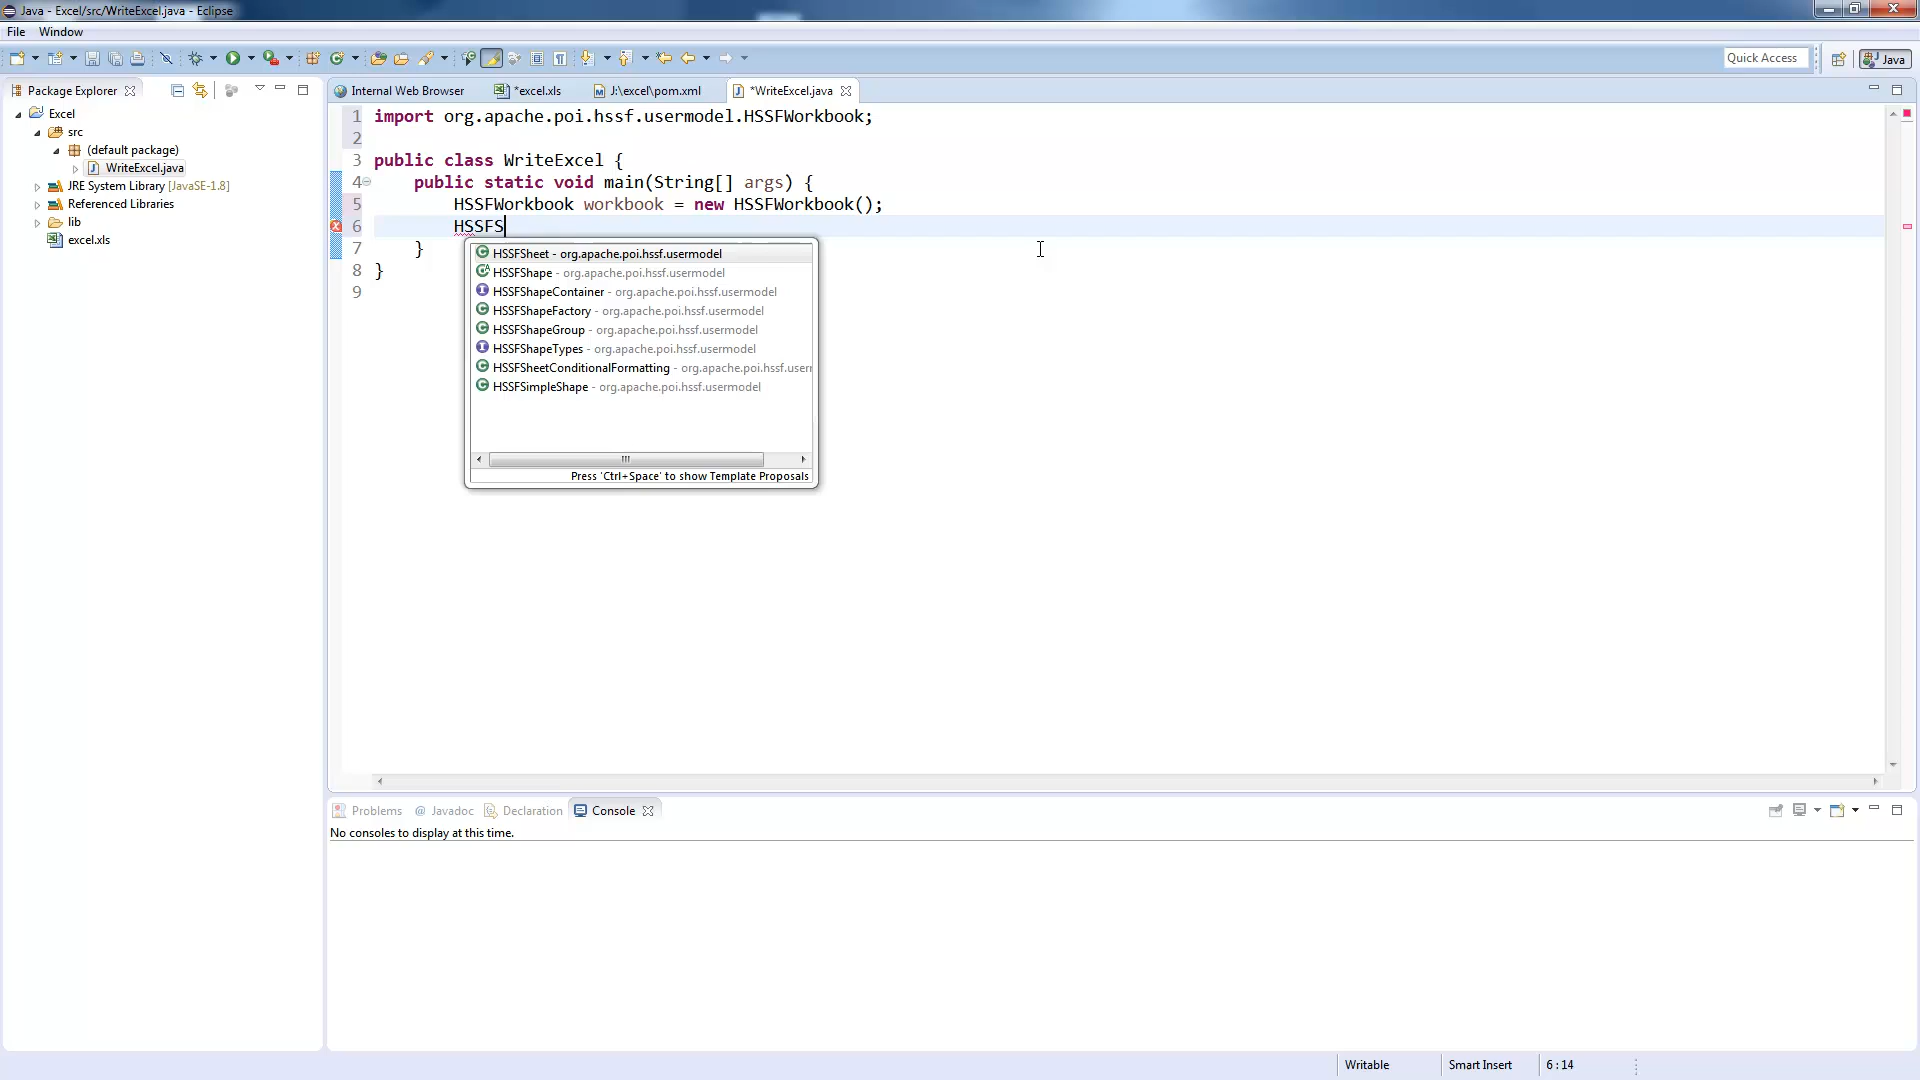 Java - Excel/src/WriteExcel.java - Eclipse
File Window
Quick Access
Java
Package Explorer
Internal Web Browser
*excel.xls
J:\excel\pom.xml
*WriteExcel.java
Excel
src
(default package)
WriteExcel.java
JRE System Library [JavaSE-1.8]
Referenced Libraries
lib
excel.xls
1 import org.apache.poi.hssf.usermodel.HSSFWorkbook;
2
3 public class WriteExcel {
4 public static void main(String[] args) {
5 HSSFWorkbook workbook = new HSSFWorkbook();
6 HSSFS
7 }
8 }
9
HSSFSheet - org.apache.poi.hssf.usermodel
HSSFShape - org.apache.poi.hssf.usermodel
HSSFShapeContainer - org.apache.poi.hssf.usermodel
HSSFShapeFactory - org.apache.poi.hssf.usermodel
HSSFShapeGroup - org.apache.poi.hssf.usermodel
HSSFShapeTypes - org.apache.poi.hssf.usermodel
HSSFSheetConditionalFormatting - org.apache.poi.hssf.userm
HSSFSimpleShape - org.apache.poi.hssf.usermodel
Press 'Ctrl+Space' to show Template Proposals
Problems @ Javadoc Declaration Console
No consoles to display at this time.
Writable Smart Insert 6 : 14